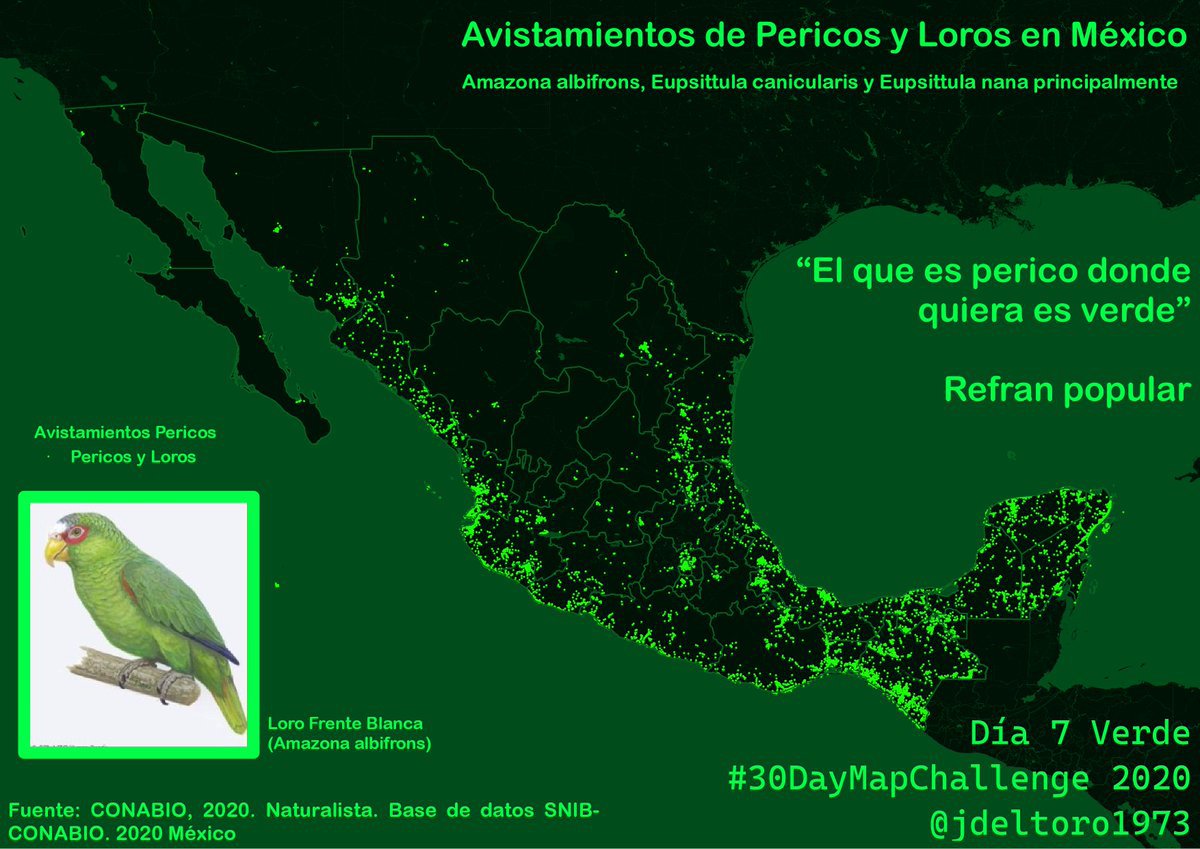 Avistamientos de Pericos y Loros en México
Amazona albifrons, Eupsittula canicularis y Eupsittula nana principalmente
“El que es perico donde
quiera es verde”
Refran popular
Avistamientos Pericos
Pericos y Loros
Loro Frente Blanca
(Amazona albifrons)
Día 7 Verde
#30DayMapChallenge 2020
@jdeltoro1973
Fuente: CONABIO, 2020. Naturalista. Base de datos SNIB-
CONABIO. 2020 México